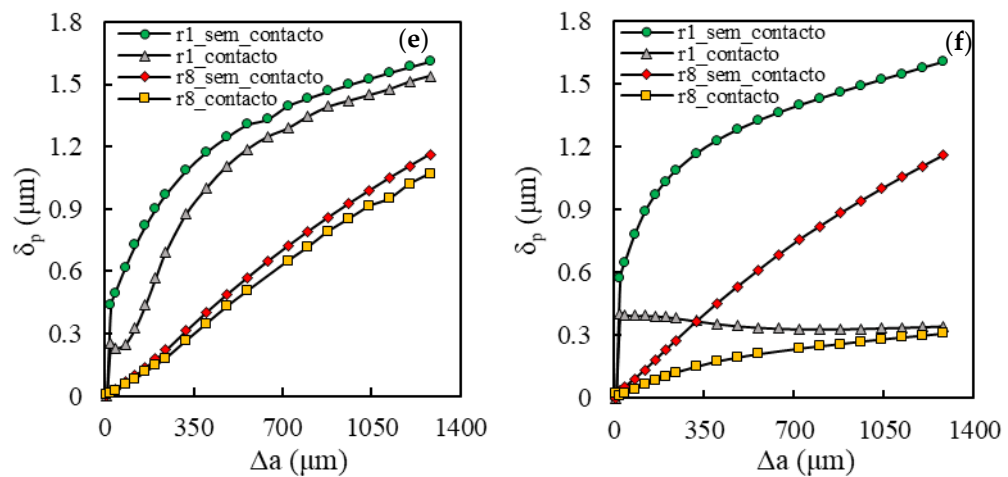 (e)
r1_sem_contacto
r1_contacto
r8_sem_contacto
r8_contacto
1.8
1.5
1.2
0.9
0.6
0.3
0
δp (μm)
0 350 700 1050 1400
Δa (μm)
(f)
r1_sem_contacto
r1_contacto
r8_sem_contacto
r8_contacto
1.8
1.5
1.2
0.9
0.6
0.3
0
δp (μm)
0 350 700 1050 1400
Δa (μm)